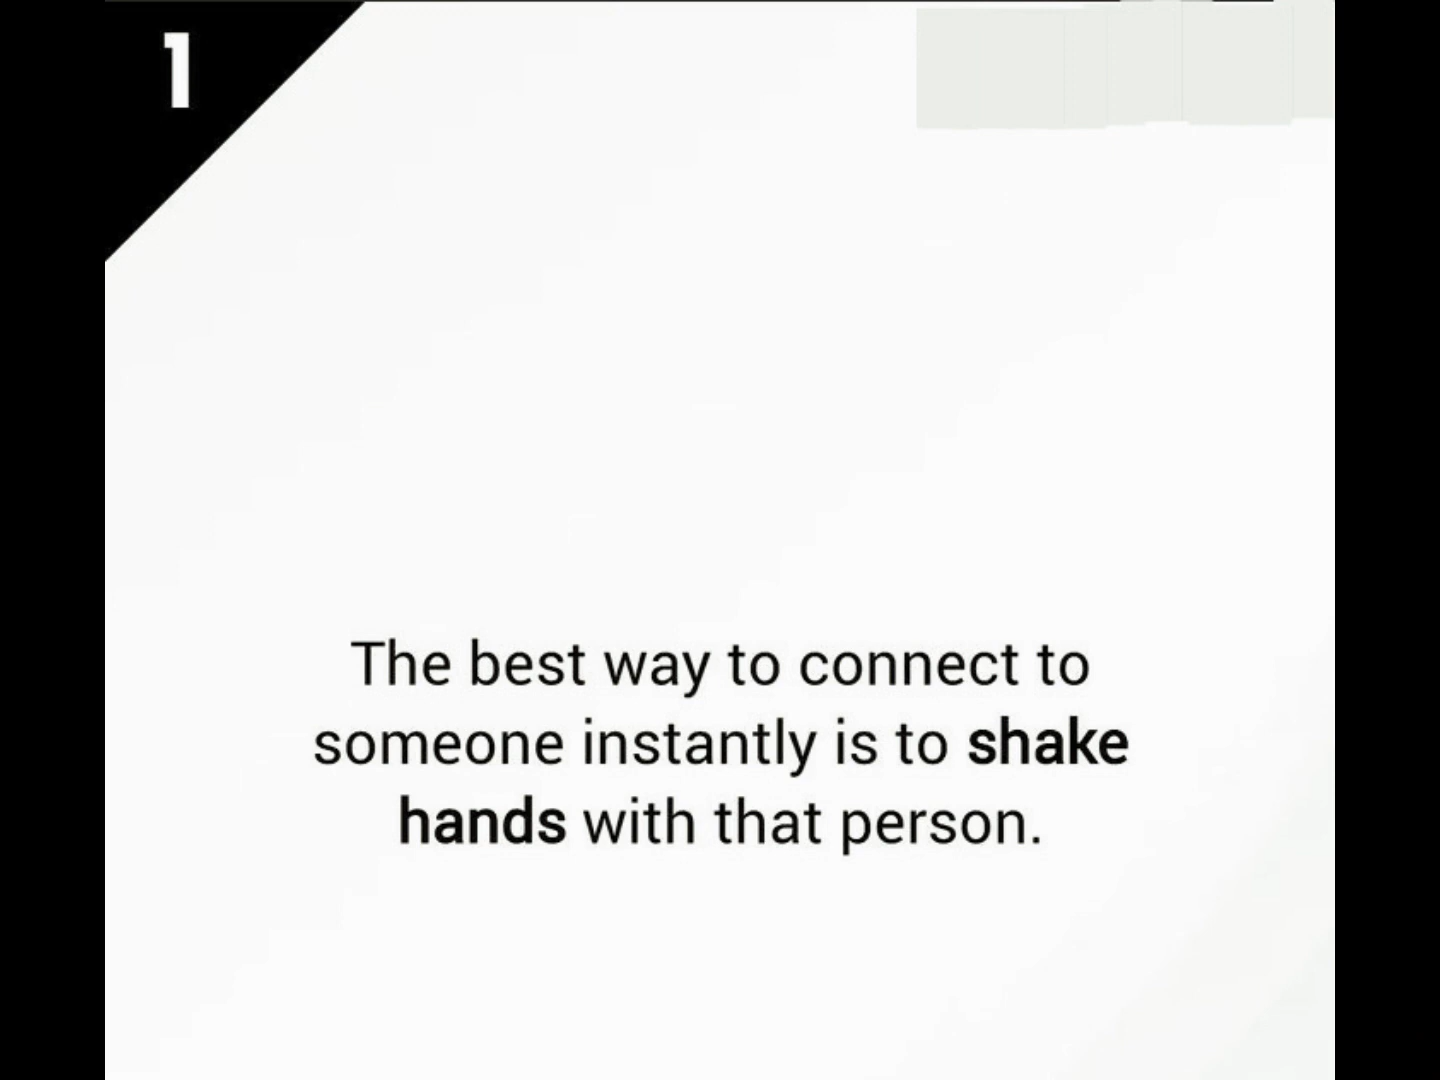 1
The best way to connect to
someone instantly is to shake
hands with that person.